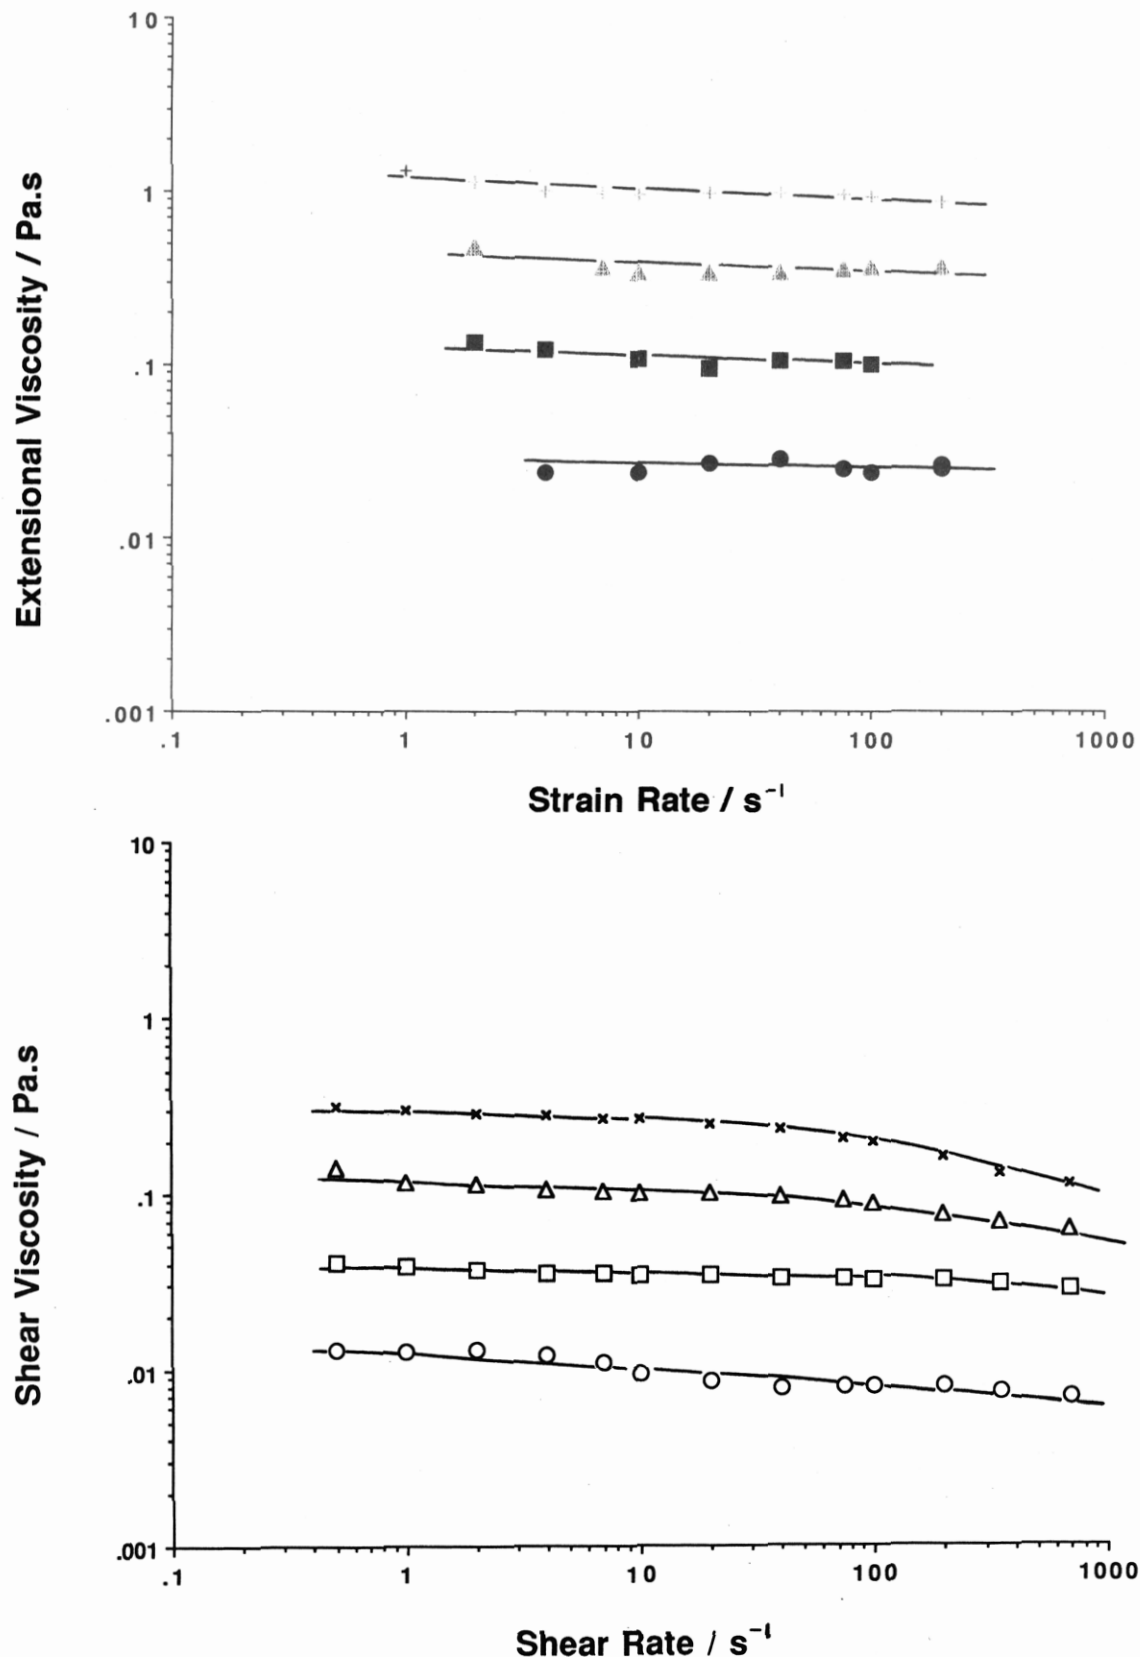 10
1
.1
.01
.001
Extensional Viscosity / Pa.s
.1 1 10 100 1000
Strain Rate / s⁻¹
10
1
.1
.01
.001
Shear Viscosity / Pa.s
.1 1 10 100 1000
Shear Rate / s⁻¹